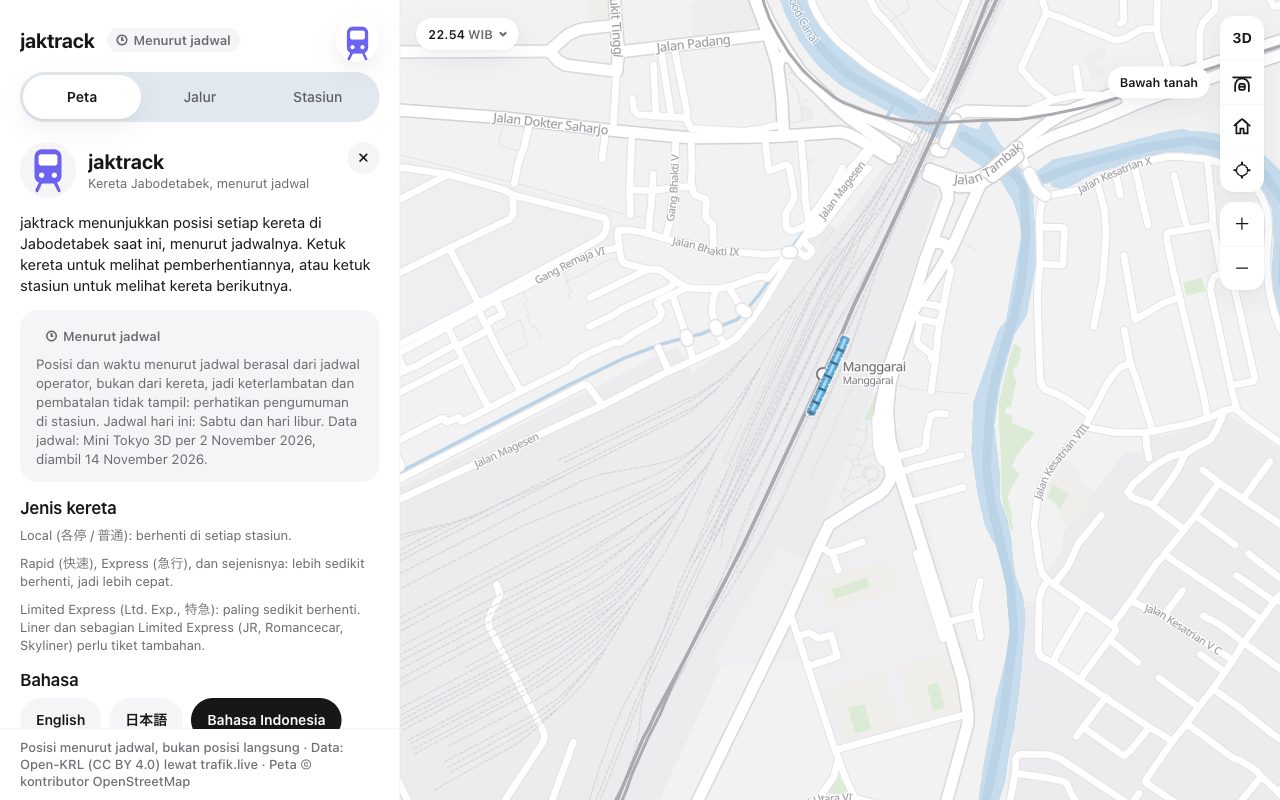 jaktrack
Menurut jadwal
Peta
Jalur
Stasiun
jaktrack
Kereta Jabodetabek, menurut jadwal
jaktrack menunjukkan posisi setiap kereta di
Jabodetabek saat ini, menurut jadwalnya. Ketuk
kereta untuk melihat pemberhentiannya, atau ketuk
stasiun untuk melihat kereta berikutnya.
Menurut jadwal
Posisi dan waktu menurut jadwal berasal dari jadwal
operator, bukan dari kereta, jadi keterlambatan dan
pembatalan tidak tampil: perhatikan pengumuman
di stasiun. Jadwal hari ini: Sabtu dan hari libur. Data
jadwal: Mini Tokyo 3D per 2 November 2026,
diambil 14 November 2026.
Jenis kereta
Local (各停 / 普通): berhenti di setiap stasiun.
Rapid (快速), Express (急行), dan sejenisnya: lebih sedikit
berhenti, jadi lebih cepat.
Limited Express (Ltd. Exp., 特急): paling sedikit berhenti.
Liner dan sebagian Limited Express (JR, Romancecar,
Skyliner) perlu tiket tambahan.
Bahasa
English
日本語
Bahasa Indonesia
Posisi menurut jadwal, bukan posisi langsung · Data:
Open-KRL (CC BY 4.0) lewat trafik.live · Peta ©
kontributor OpenStreetMap
22.54 WIB
3D
Bawah tanah
ukit Tinggi
Jalan Padang
ood Canal
Jalan Dokter Saharjo
Gang Bhakti V
Jalan Magesen
Jalan Tambak
Jalan Kesatrian X
Jalan Bhakti IX
Gang Remaja VI
Manggarai
Manggarai
Jalan Magesen
Jalan Kesatrian VIII
Jalan Kesatrian V C
Utara VI